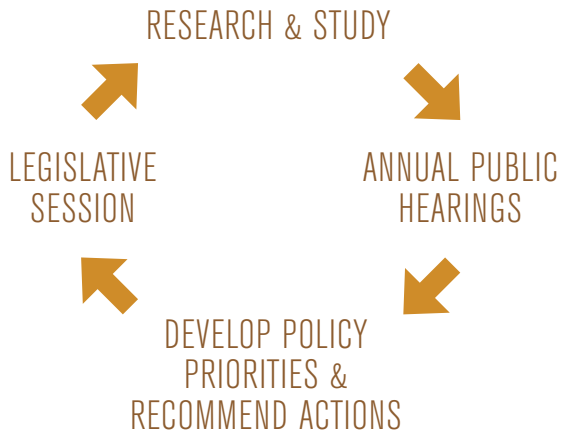 RESEARCH & STUDY
ANNUAL PUBLIC
HEARINGS
DEVELOP POLICY
PRIORITIES &
RECOMMEND ACTIONS
LEGISLATIVE
SESSION